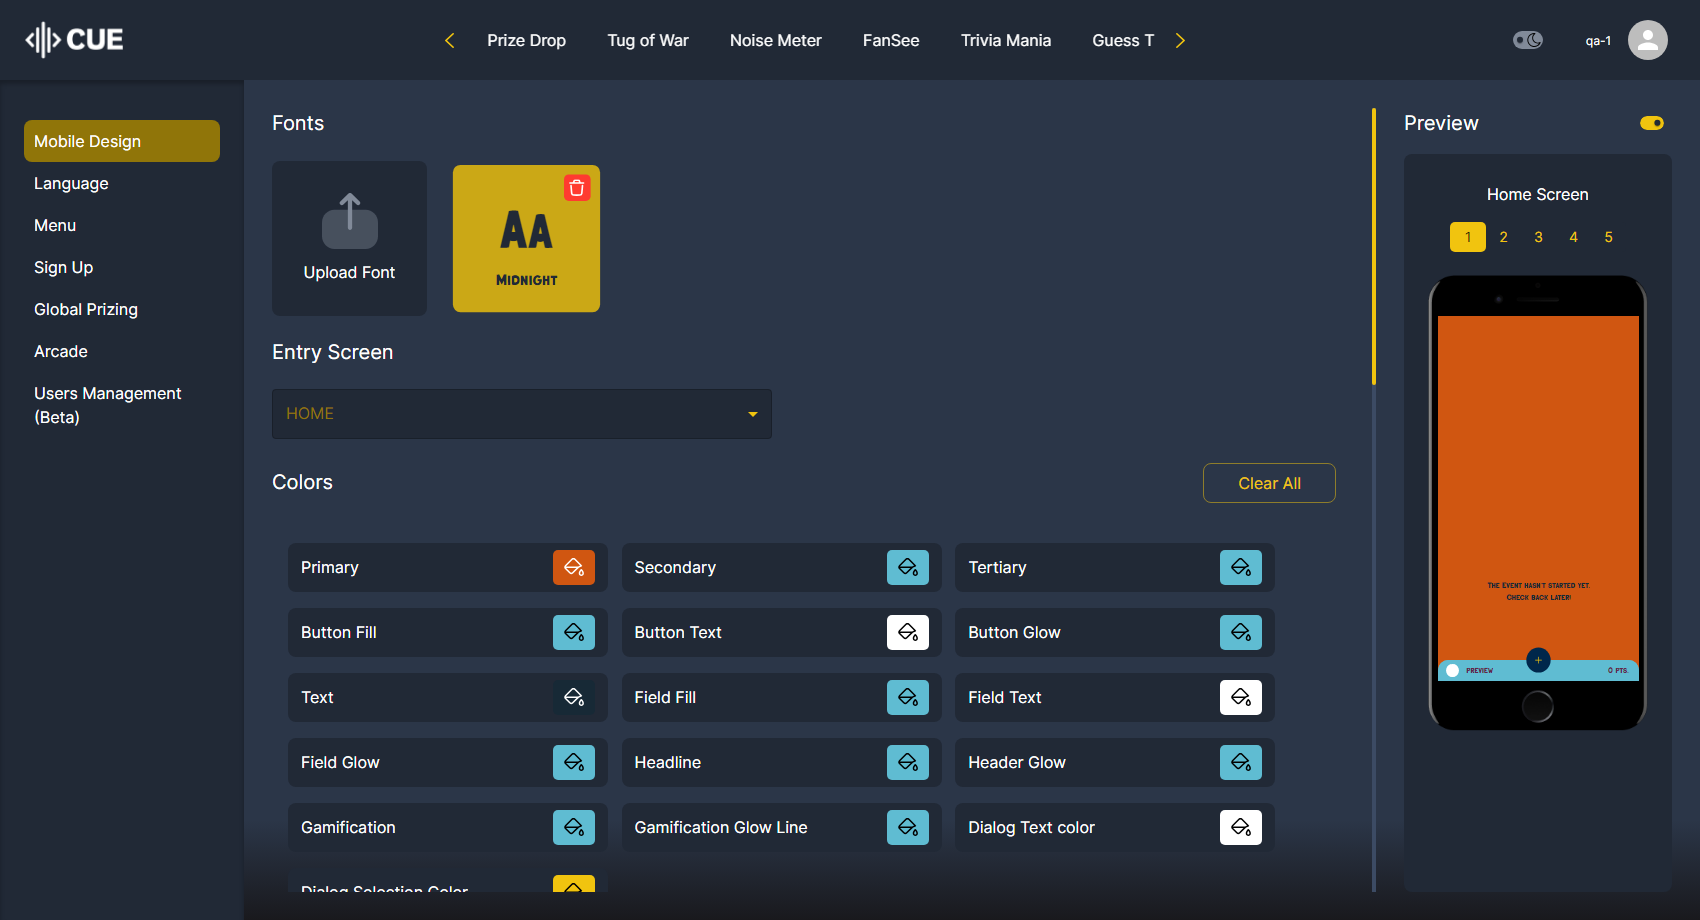 CUE
Prize Drop
Tug of War
Noise Meter
FanSee
Trivia Mania
Guess T
qa-1
Mobile Design
Language
Menu
Sign Up
Global Prizing
Arcade
Users Management
(Beta)
Fonts
Upload Font
AA
MIDNIGHT
Entry Screen
HOME
Colors
Clear All
Primary
Secondary
Tertiary
Button Fill
Button Text
Button Glow
Text
Field Fill
Field Text
Field Glow
Headline
Header Glow
Gamification
Gamification Glow Line
Dialog Text color
Dialog Selection Color
Preview
Home Screen
1 2 3 4 5
THE EVENT HASN'T STARTED YET.
CHECK BACK LATER!
PREVIEW
+
0 PTS